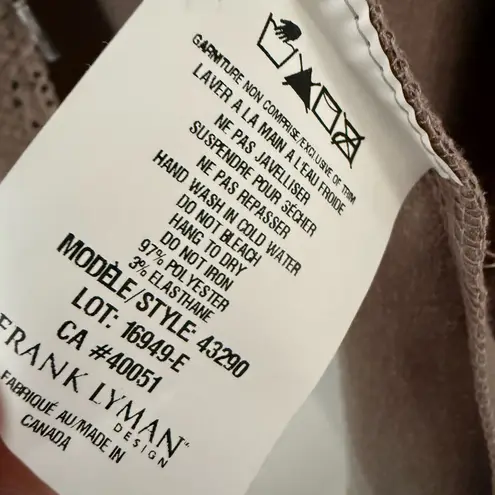 GARNITURE NON COMPRISE/EXCLUSIVE OF TRIM
LAVER A LA MAIN A L'EAU FROIDE
NE PAS JAVELLISER
SUSPENDRE POUR SÉCHER
NE PAS REPASSER
HAND WASH IN COLD WATER
DO NOT BLEACH
HANG TO DRY
DO NOT IRON
97% POLYESTER
3% ELASTHANE
MODÈLE/STYLE: 43290
LOT: 16949-E
CA #40051
FRANK LYMAN
DESIGN
FABRIQUÉ AU/MADE IN
CANADA